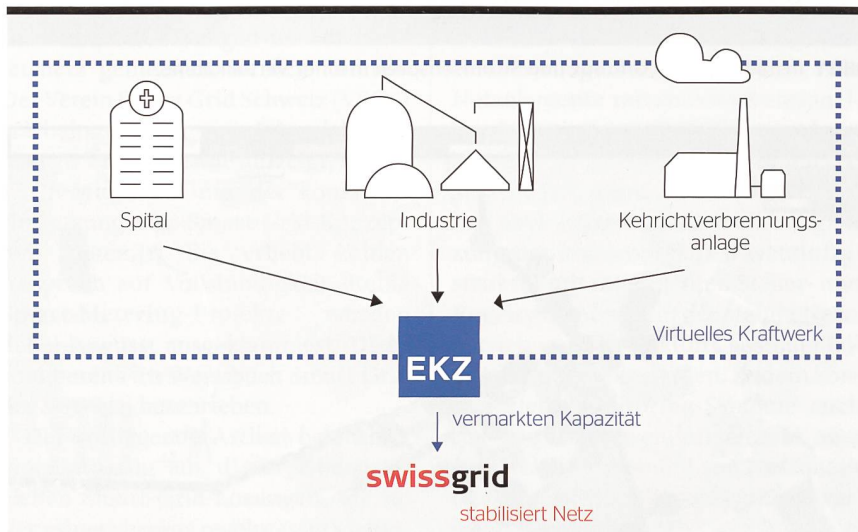 Spital
Industrie
Kehrichtverbrennungs-
anlage
Virtuelles Kraftwerk
EKZ
vermarkten Kapazität
swissgrid
stabilisiert Netz